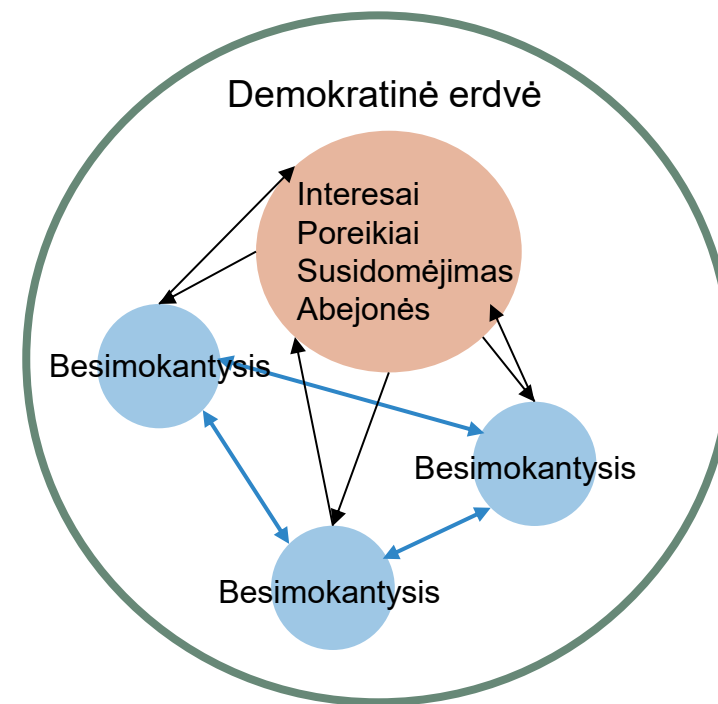 Demokratinė erdvė
Interesai
Poreikiai
Susidomėjimas
Abejonės
Besimokantysis
Besimokantysis
Besimokantysis